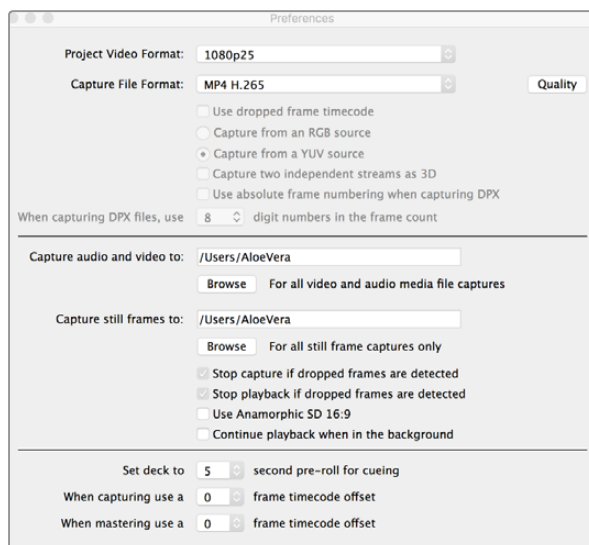 Preferences
Project Video Format: 1080p25
Capture File Format: MP4 H.265 Quality
Use dropped frame timecode
Capture from an RGB source
Capture from a YUV source
Capture two independent streams as 3D
Use absolute frame numbering when capturing DPX
When capturing DPX files, use 8 digit numbers in the frame count
Capture audio and video to: /Users/AloeVera
Browse For all video and audio media file captures
Capture still frames to: /Users/AloeVera
Browse For all still frame captures only
Stop capture if dropped frames are detected
Stop playback if dropped frames are detected
Use Anamorphic SD 16:9
Continue playback when in the background
Set deck to 5 second pre-roll for cueing
When capturing use a 0 frame timecode offset
When mastering use a 0 frame timecode offset